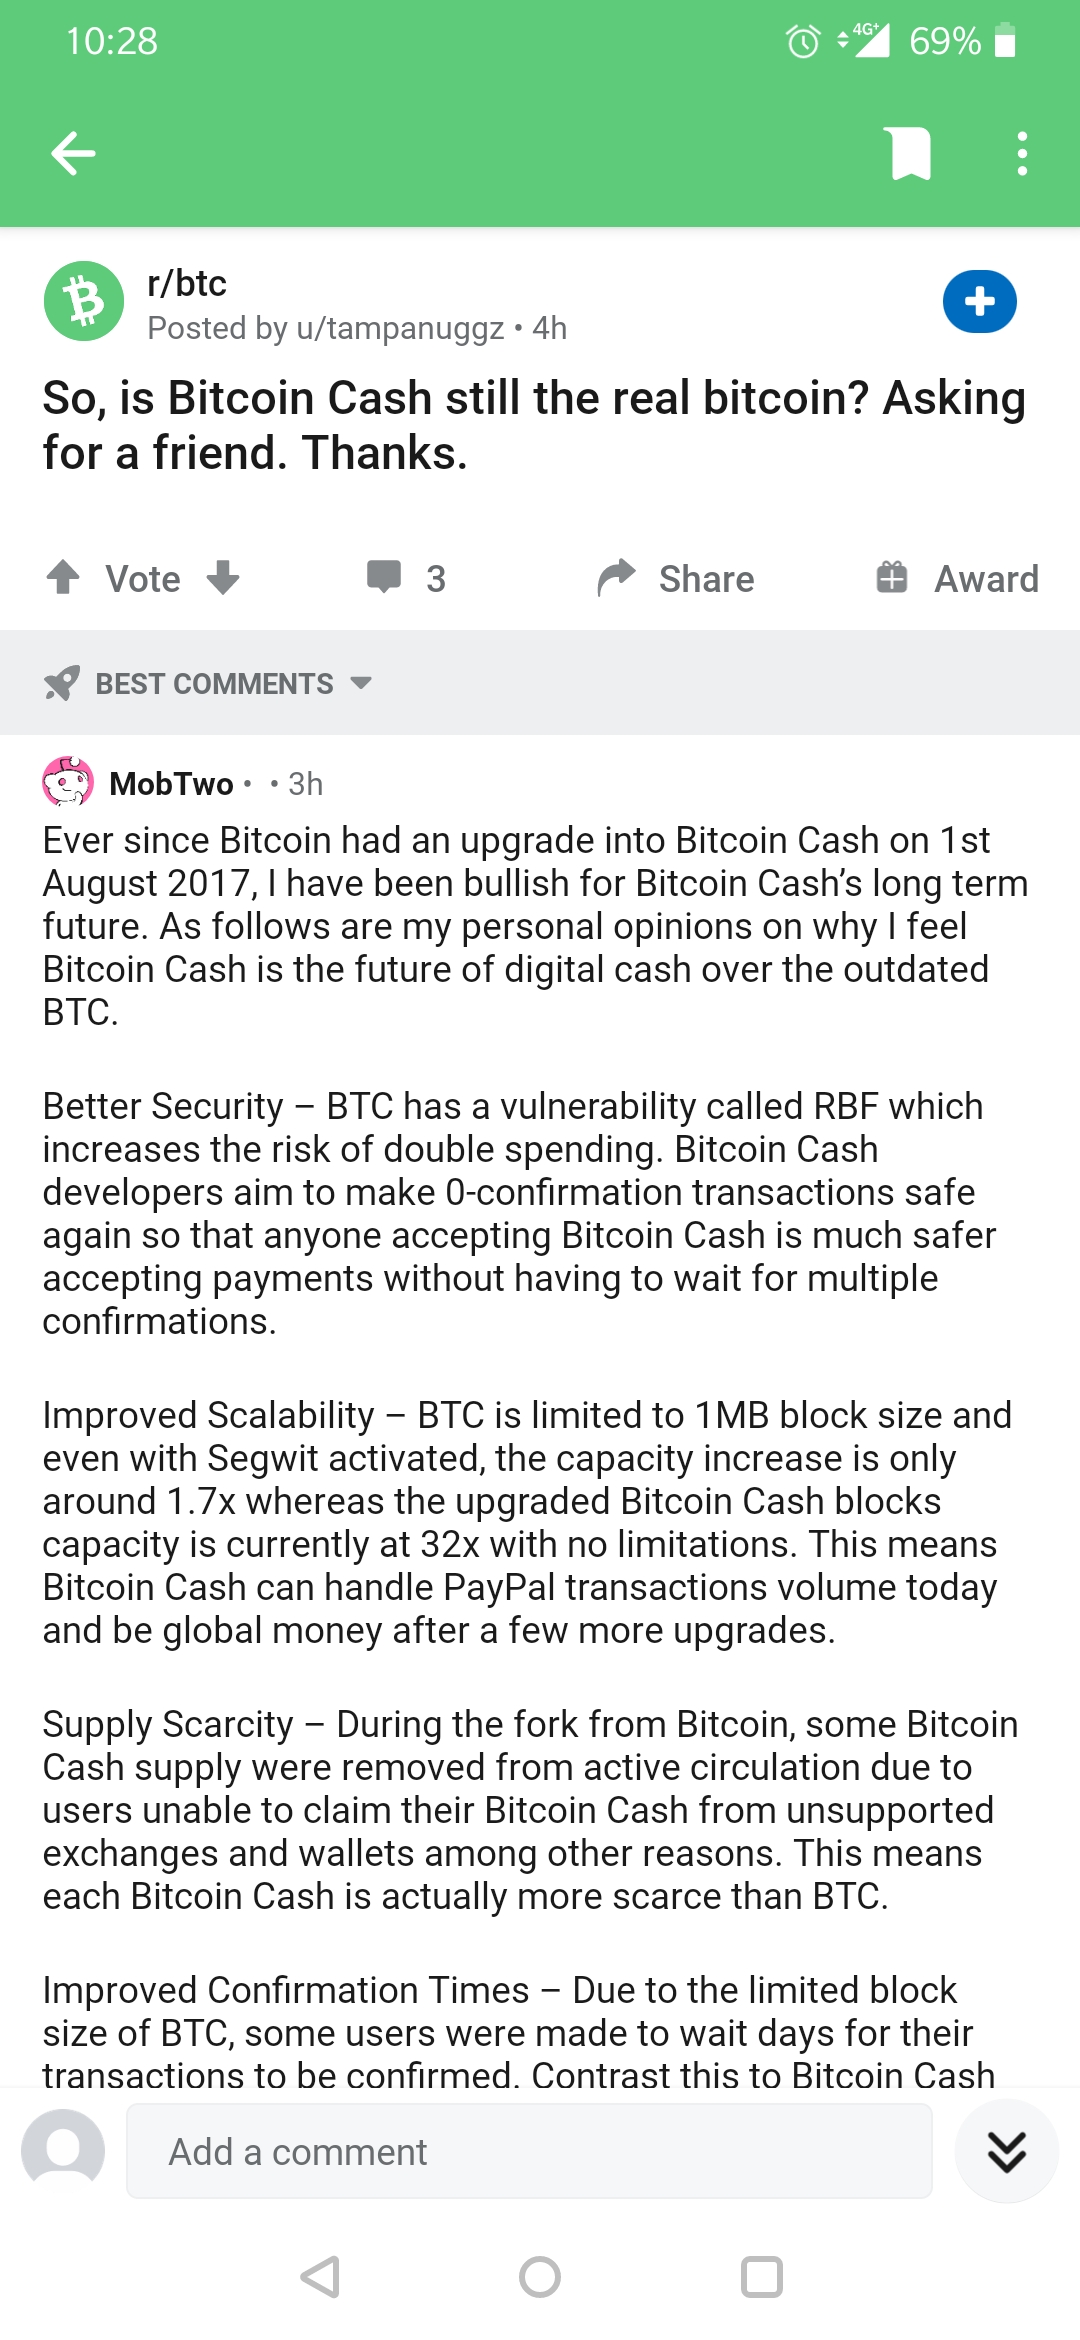 10:28
4G+ 69%
r/btc
Posted by u/tampanuggz • 4h
So, is Bitcoin Cash still the real bitcoin? Asking
for a friend. Thanks.
Vote 3 Share Award
BEST COMMENTS
MobTwo • • 3h
Ever since Bitcoin had an upgrade into Bitcoin Cash on 1st
August 2017, I have been bullish for Bitcoin Cash’s long term
future. As follows are my personal opinions on why I feel
Bitcoin Cash is the future of digital cash over the outdated
BTC.
Better Security – BTC has a vulnerability called RBF which
increases the risk of double spending. Bitcoin Cash
developers aim to make 0-confirmation transactions safe
again so that anyone accepting Bitcoin Cash is much safer
accepting payments without having to wait for multiple
confirmations.
Improved Scalability – BTC is limited to 1MB block size and
even with Segwit activated, the capacity increase is only
around 1.7x whereas the upgraded Bitcoin Cash blocks
capacity is currently at 32x with no limitations. This means
Bitcoin Cash can handle PayPal transactions volume today
and be global money after a few more upgrades.
Supply Scarcity – During the fork from Bitcoin, some Bitcoin
Cash supply were removed from active circulation due to
users unable to claim their Bitcoin Cash from unsupported
exchanges and wallets among other reasons. This means
each Bitcoin Cash is actually more scarce than BTC.
Improved Confirmation Times – Due to the limited block
size of BTC, some users were made to wait days for their
transactions to be confirmed. Contrast this to Bitcoin Cash
Add a comment